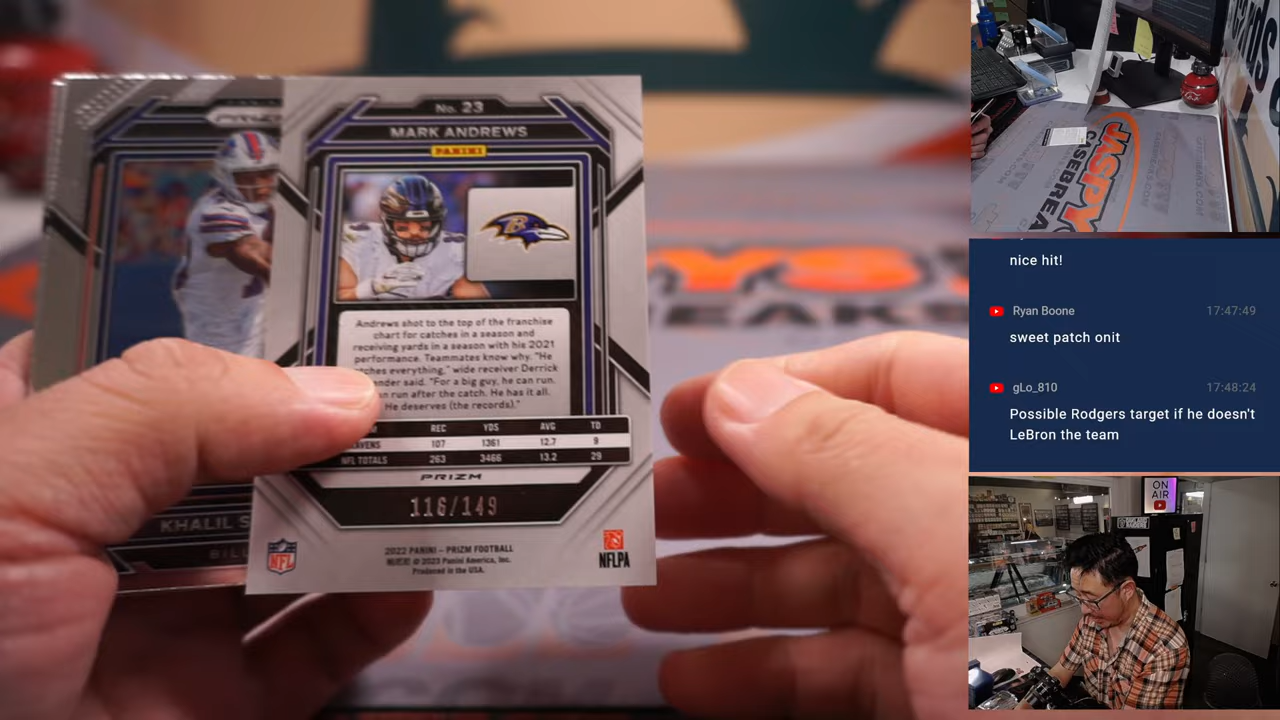 No. 23
MARK ANDREWS
PANINI
Andrews shot to the top of the franchise
chart for catches in a season and
receiving yards in a season with his 2021
performance. Teammates know why. "He
everything," wide receiver Derrick
said. "For a big guy, he can run.
run after the catch. He has it all.
He deserves (the records)."
REC YDS AVG TD
107 1361 12.7 9
NFL TOTALS 263 3466 13.2 29
PRIZM
116/149
2022 PANINI – PRIZM FOOTBALL
© 2023 Panini America, Inc.
Produced in the USA.
NFL
NFLPA
KHALIL S
BILL
JASPY
CASEBREA
nice hit!
Ryan Boone 17:47:49
sweet patch onit
gLo_810 17:48:24
Possible Rodgers target if he doesn't
LeBron the team
ON
AIR